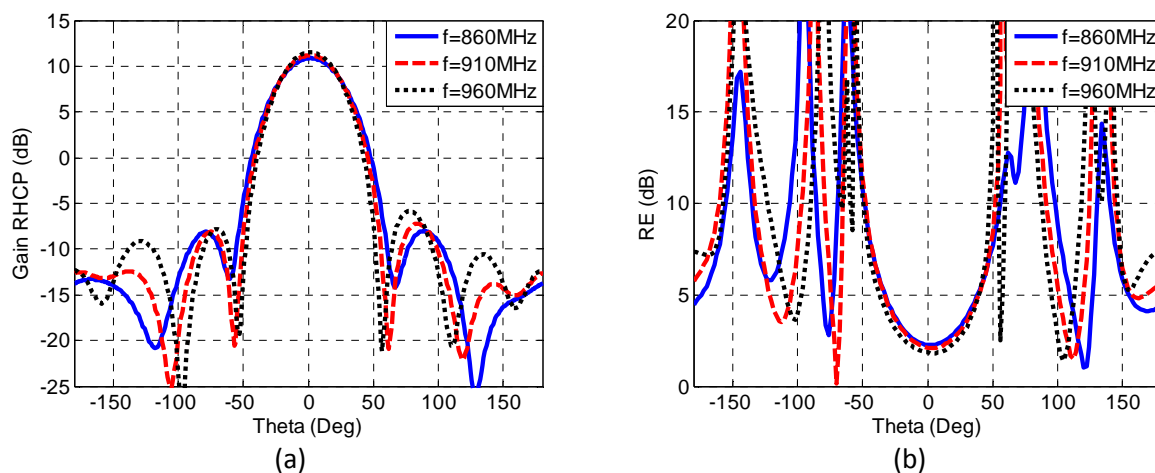 15
10
5
0
-5
-10
-15
-20
-25
Gain RHCP (dB)
-150 -100 -50 0 50 100 150
Theta (Deg)
f=860MHz
f=910MHz
f=960MHz
(a)
20
15
10
5
0
RE (dB)
-150 -100 -50 0 50 100 150
Theta (Deg)
f=860MHz
f=910MHz
f=960MHz
(b)